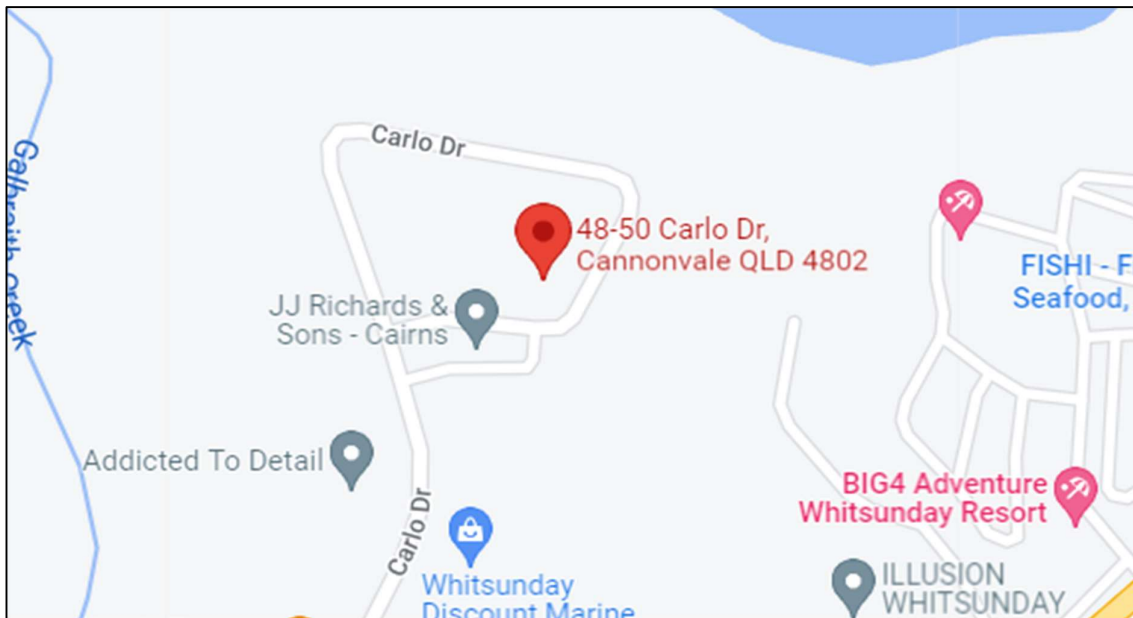 Carlo Dr
Galbraith Creek
48-50 Carlo Dr,
Cannonvale QLD 4802
FISHI - F
Seafood,
JJ Richards &
Sons - Cairns
Addicted To Detail
Carlo Dr
BIG4 Adventure
Whitsunday Resort
Whitsunday
Discount Marine
ILLUSION
WHITSUNDAY